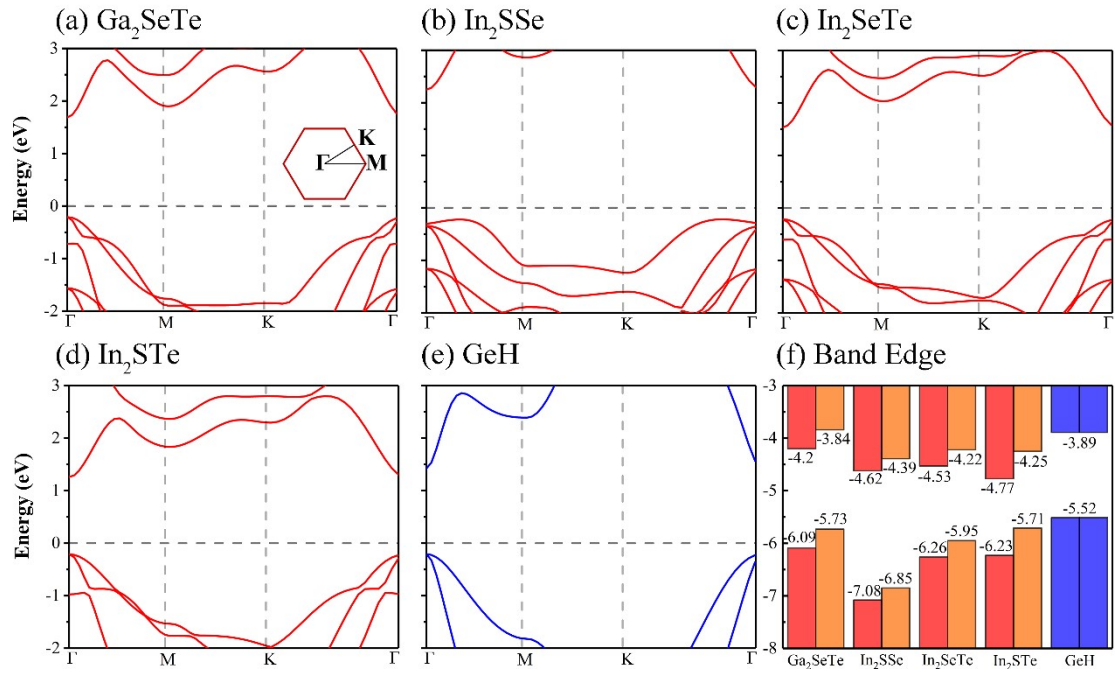 (a) Ga₂SeTe
(b) In₂SSe
(c) In₂SeTe
Energy (eV)
3
2
1
0
-1
-2
Γ
M
K
Γ
K
Γ
M
Γ
M
K
Γ
Γ
M
K
Γ
(d) In₂STe
(e) GeH
(f) Band Edge
Energy (eV)
3
2
1
0
-1
-2
Γ
M
K
Γ
Γ
M
K
Γ
-3
-4
-5
-6
-7
-8
-4.2
-3.84
-4.62
-4.39
-4.53
-4.22
-4.77
-4.25
-3.89
-6.09
-5.73
-7.08
-6.85
-6.26
-5.95
-6.23
-5.71
-5.52
Ga₂SeTe
In₂SSe
In₂SeTe
In₂STe
GeH